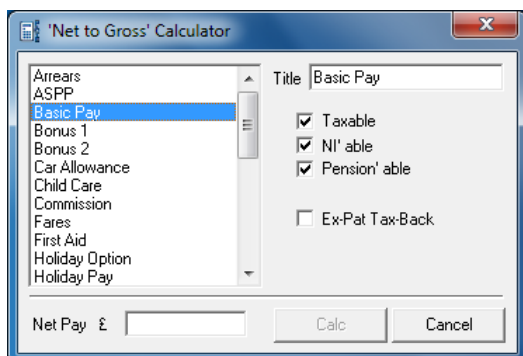 'Net to Gross' Calculator
Arrears
ASPP
Basic Pay
Bonus 1
Bonus 2
Car Allowance
Child Care
Commission
Fares
First Aid
Holiday Option
Holiday Pay
Title Basic Pay
Taxable
NI' able
Pension' able
Ex-Pat Tax-Back
Net Pay £
Calc
Cancel